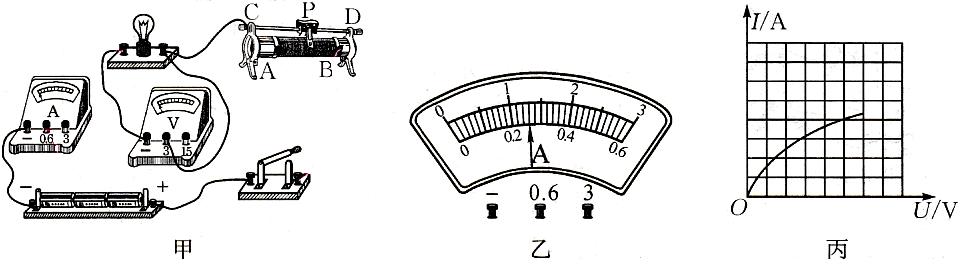 C P D
A B
A
- 0.6 3
V
- 3 15
- +
甲
0 1 2 3
0 0.2 0.4 0.6
A
- 0.6 3
乙
I/A
O U/V
丙